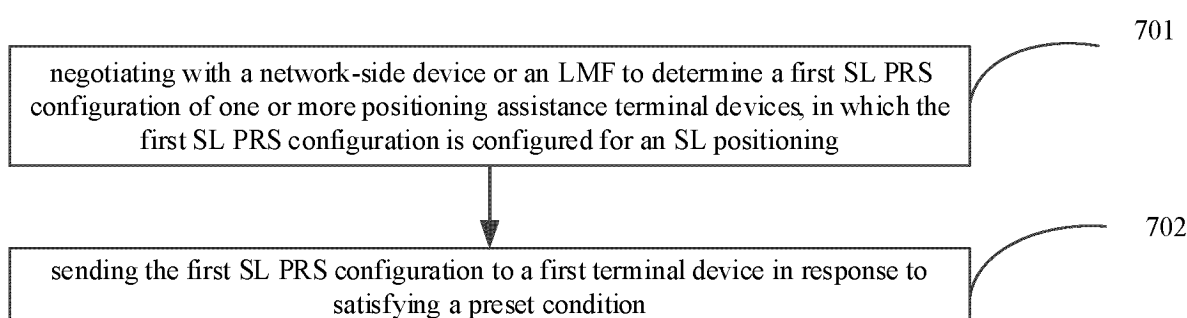 701
negotiating with a network-side device or an LMF to determine a first SL PRS
configuration of one or more positioning assistance terminal devices, in which the
first SL PRS configuration is configured for an SL positioning
702
sending the first SL PRS configuration to a first terminal device in response to
satisfying a preset condition